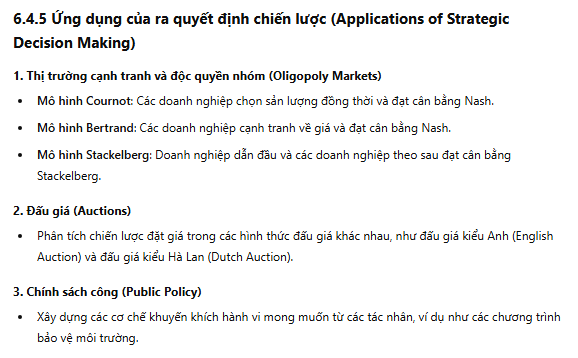 6.4.5 Ứng dụng của ra quyết định chiến lược (Applications of Strategic
Decision Making)
1. Thị trường cạnh tranh và độc quyền nhóm (Oligopoly Markets)
• Mô hình Cournot: Các doanh nghiệp chọn sản lượng đồng thời và đạt cân bằng Nash.
• Mô hình Bertrand: Các doanh nghiệp cạnh tranh về giá và đạt cân bằng Nash.
• Mô hình Stackelberg: Doanh nghiệp dẫn đầu và các doanh nghiệp theo sau đạt cân bằng
Stackelberg.
2. Đấu giá (Auctions)
• Phân tích chiến lược đặt giá trong các hình thức đấu giá khác nhau, như đấu giá kiểu Anh (English
Auction) và đấu giá kiểu Hà Lan (Dutch Auction).
3. Chính sách công (Public Policy)
• Xây dựng các cơ chế khuyến khích hành vi mong muốn từ các tác nhân, ví dụ như các chương trình
bảo vệ môi trường.